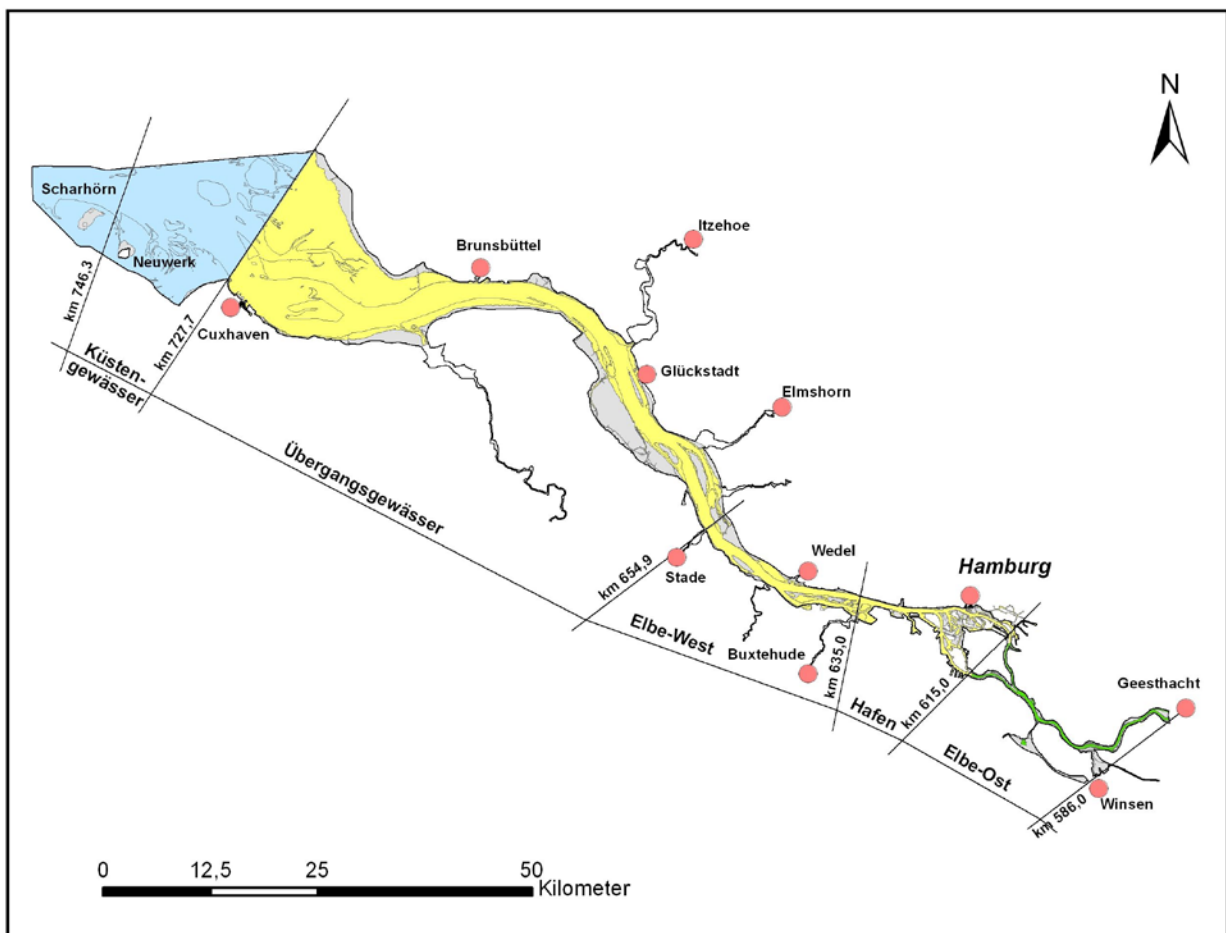 N
Scharhörn
Neuwerk
Cuxhaven
Brunsbüttel
Itzehoe
Glückstadt
Elmshorn
Stade
Wedel
Buxtehude
Hamburg
Geesthacht
Winsen
km 746,3
km 727,7
km 654,9
km 635,0
km 615,0
km 586,0
Küsten-
gewässer
Übergangsgewässer
Elbe-West
Hafen
Elbe-Ost
0 12,5 25 50
Kilometer